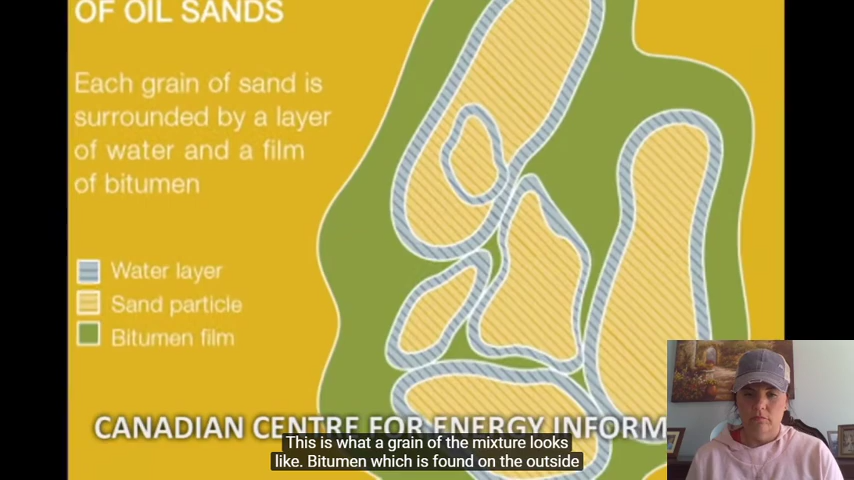 OF OIL SANDS
Each grain of sand is
surrounded by a layer
of water and a film
of bitumen
Water layer
Sand particle
Bitumen film
CANADIAN CENTRE FOR ENERGY INFORM
This is what a grain of the mixture looks
like. Bitumen which is found on the outside